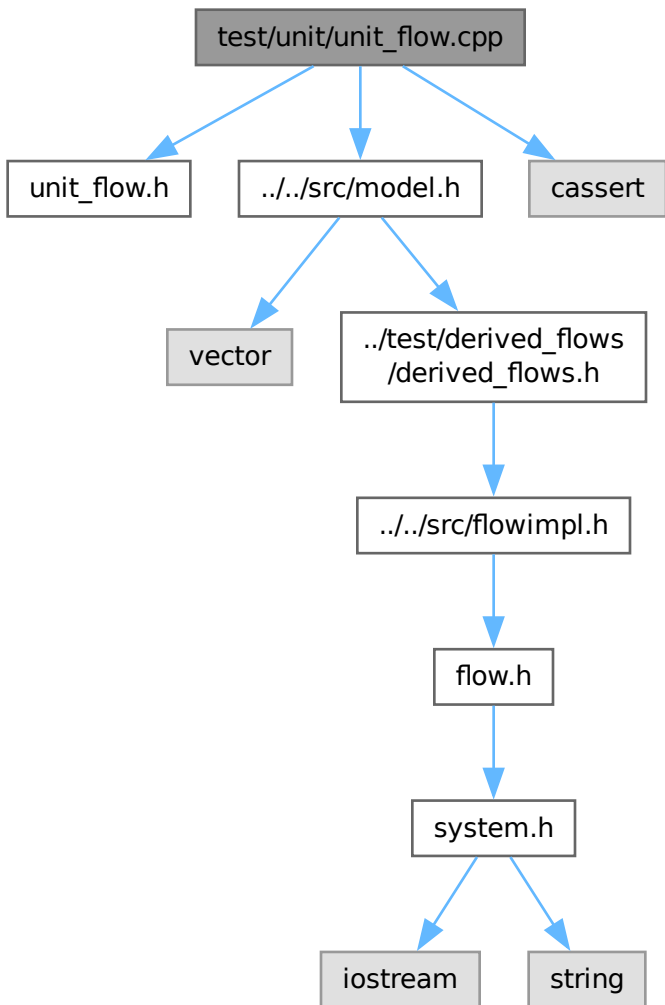 test/unit/unit_flow.cpp
unit_flow.h
../../src/model.h
cassert
vector
../test/derived_flows
/derived_flows.h
../../src/flowimpl.h
flow.h
system.h
iostream
string